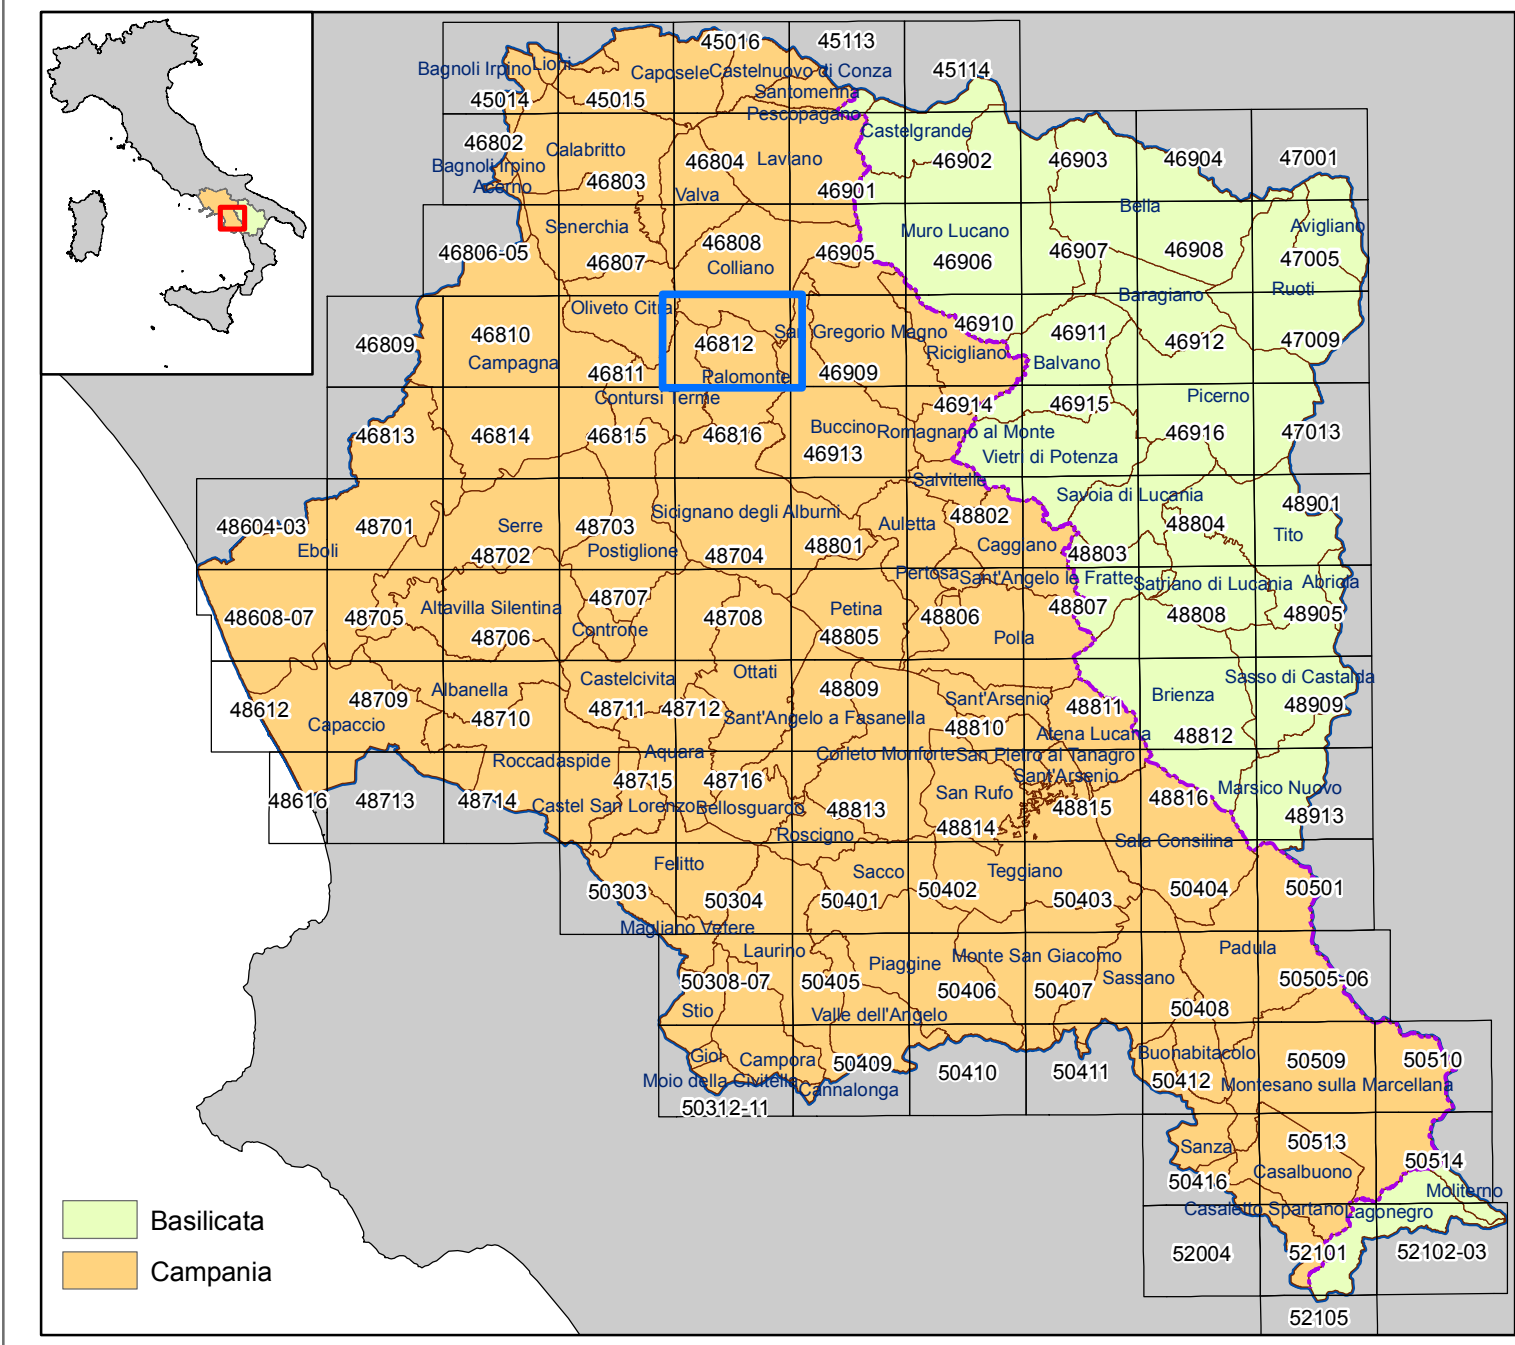 45016
45113
Bagnoli Irpino
Lioni
Caposele
Castelnuovo di Conza
45114
Santomenna
45014
45015
Pescopagano
46802
Calabritto
Castelgrande
Bagnoli Irpino
46804
Laviano
46902
46903
46904
47001
Acerno
46803
Valva
46901
Bella
Senerchia
Muro Lucano
Avigliano
46806-05
46807
46808
46905
46906
46907
46908
47005
Colliano
Oliveto Citra
Baragiano
Ruoti
46809
46810
46812
San Gregorio Magno
46910
46911
46912
47009
Campagna
Ricigliano
Balvano
46811
Palomonte
46909
Contursi Terme
46914
46915
Picerno
46813
46814
46815
46816
Buccino
Romagnano al Monte
46916
47013
46913
Vietri di Potenza
Salvitelle
Savoia di Lucania
48901
48604-03
48701
Serre
48703
Sicignano degli Alburni
Auletta
48802
48804
Tito
Eboli
48702
Postiglione
48704
48801
Caggiano
48803
Pertosa
Sant'Angelo le Fratte
Satriano di Lucania
Abriola
48608-07
48705
Altavilla Silentina
48707
48708
Petina
48806
48807
48808
48905
48706
Controne
48805
Polla
Ottati
Castelcivita
Sasso di Castalda
48612
48709
Albanella
48711
48712
48809
Sant'Arsenio
48811
Brienza
48909
Capaccio
48710
Sant'Angelo a Fasanella
48810
Atena Lucana
48812
Roccadaspide
Aquara
Corleto Monforte
San Pietro al Tanagro
48715
48716
Sant'Arsenio
48616
48713
48714
Castel San Lorenzo
Bellosguardo
48813
San Rufo
48815
48816
Marsico Nuovo
Roscigno
48814
48913
Sala Consilina
Felitto
Sacco
Teggiano
50303
50304
50401
50402
50403
50404
50501
Magliano Vetere
Laurino
Piaggine
Monte San Giacomo
Padula
50308-07
50405
50406
50407
Sassano
50505-06
Stio
Valle dell'Angelo
50408
Gioi
Campora
50409
50410
50411
Buonabitacolo
50509
50510
Moio della Civitella
Cannalonga
50412
Montesano sulla Marcellana
50312-11
Sanza
50513
50416
Casalbuono
50514
Moliterno
Casaletto Spartano
Lagonegro
52004
52101
52102-03
52105
Basilicata
Campania